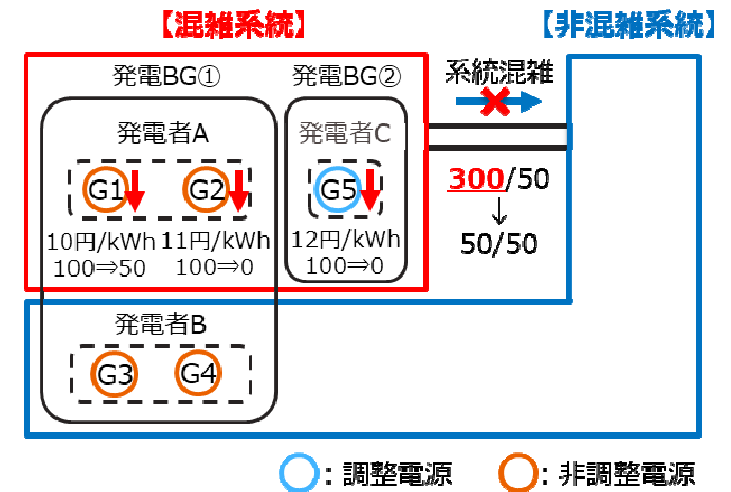 【混雑系統】
【非混雑系統】
発電BG①
発電BG②
系統混雑
発電者A
発電者C
G1
G2
G5
300/50
↓
50/50
10円/kWh
11円/kWh
12円/kWh
100⇒50
100⇒0
100⇒0
発電者B
G3
G4
：調整電源
：非調整電源